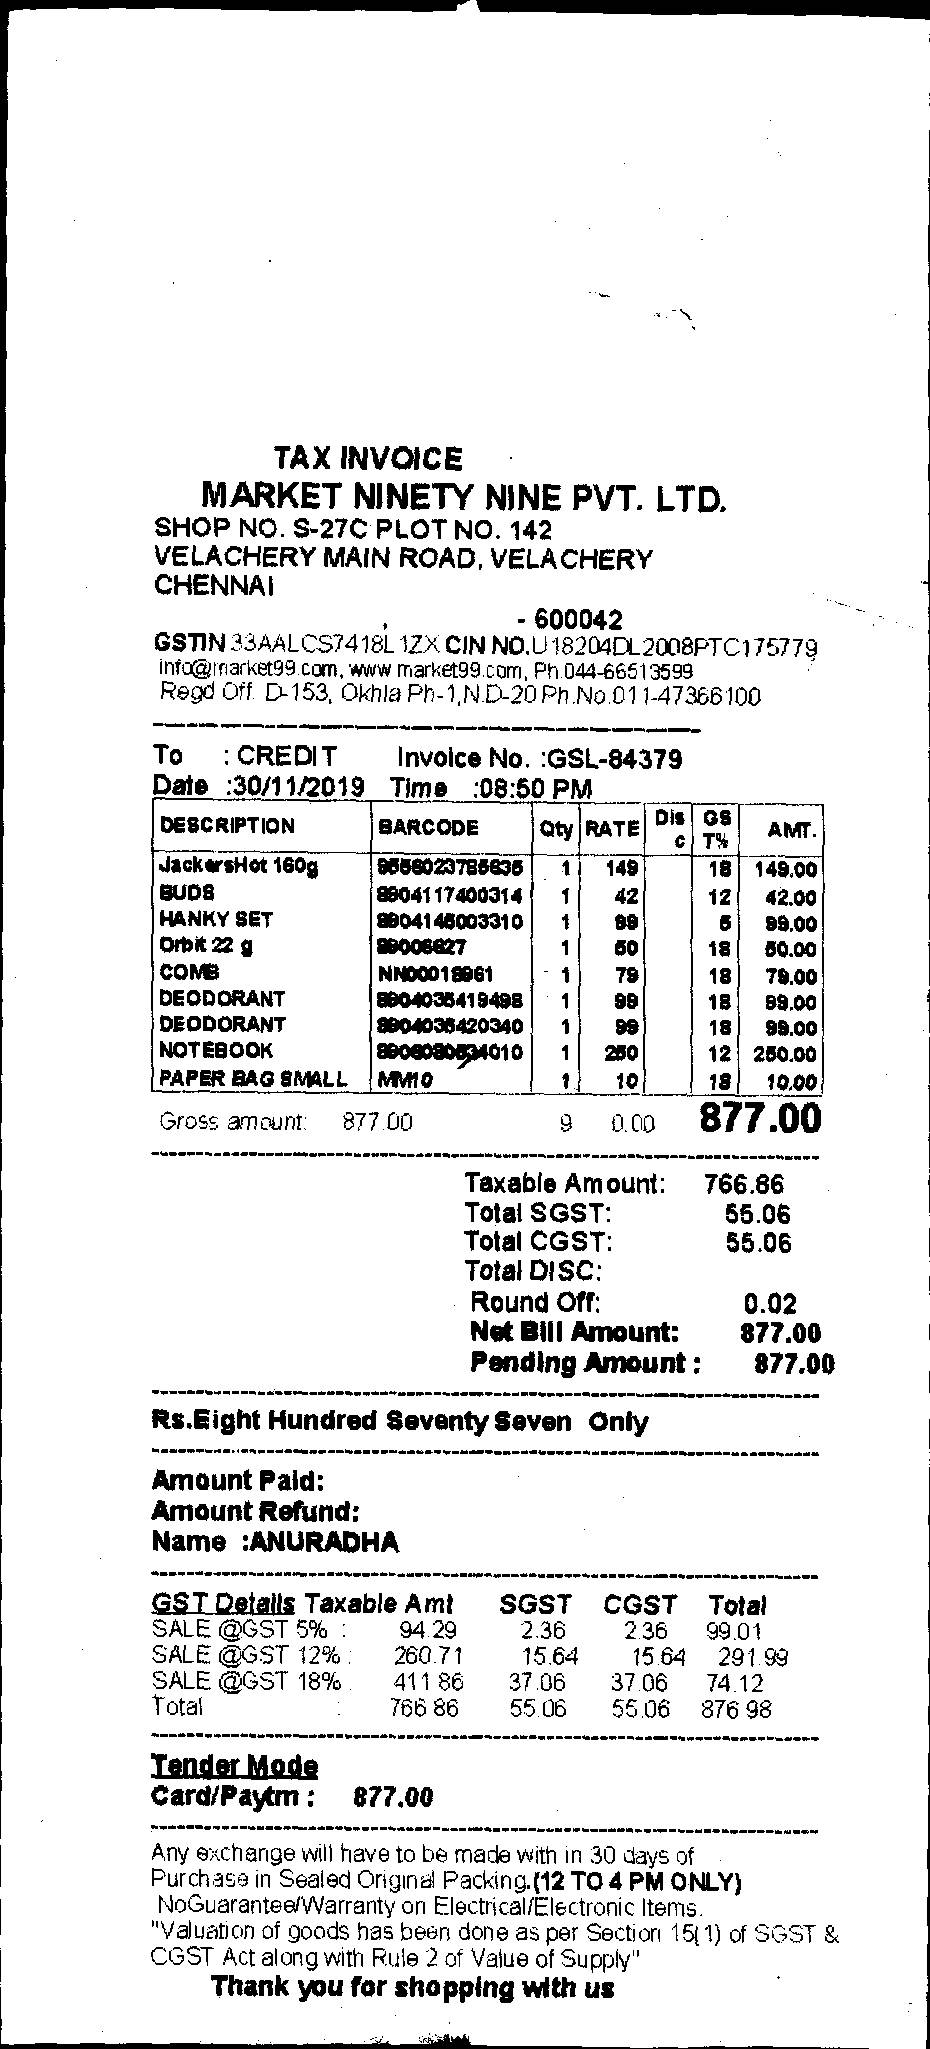 TAX INVOICE
MARKET NINETY NINE PVT. LTD.
SHOP NO. S-27C PLOT NO. 142
VELACHERY MAIN ROAD, VELACHERY
CHENNAI
- 600042
GSTIN 33AALCS7418L1ZX CIN NO.U18204DL2008PTC175779
info@market99.com, www market99.com, Ph.044-66513599
Regd Off. D-153, Okhla Ph-1,N.D-20 Ph.No.011-47366100
To : CREDIT Invoice No. :GSL-84379
Date :30/11/2019 Time :08:50 PM
DESCRIPTION BARCODE Qty RATE Disc GST% AMT.
JackersHot 160g 1 149 18 149.00
BUDS 8904117400314 1 42 12 42.00
HANKY SET 1 99 5 99.00
Orbit 22 g 1 50 18 50.00
COMB 1 79 18 79.00
DEODORANT 8904035419498 1 99 18 99.00
DEODORANT 8904035420340 1 99 18 99.00
NOTEBOOK 1 250 12 250.00
PAPER BAG SMALL MM10 1 10 18 10.00
Gross amount: 877.00 9 0.00 877.00
Taxable Amount: 766.86
Total SGST: 55.06
Total CGST: 55.06
Total DISC:
Round Off: 0.02
Net Bill Amount: 877.00
Pending Amount : 877.00
Rs.Eight Hundred Seventy Seven Only
Amount Paid:
Amount Refund:
Name :ANURADHA
GST Details Taxable Amt SGST CGST Total
SALE @GST 5% : 94.29 2.36 2.36 99.01
SALE @GST 12% : 260.71 15.64 15.64 291.99
SALE @GST 18% 411.86 37.06 37.06 74.12
Total : 766.86 55.06 55.06 876.98
Tender Mode
Card/Paytm : 877.00
Any exchange will have to be made with in 30 days of
Purchase in Sealed Original Packing.(12 TO 4 PM ONLY)
NoGuarantee/Warranty on Electrical/Electronic Items.
"Valuation of goods has been done as per Section 15(1) of SGST &
CGST Act along with Rule 2 of Value of Supply"
Thank you for shopping with us